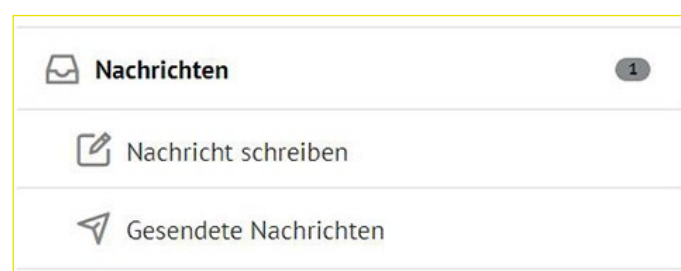 Nachrichten 1
Nachricht schreiben
Gesendete Nachrichten